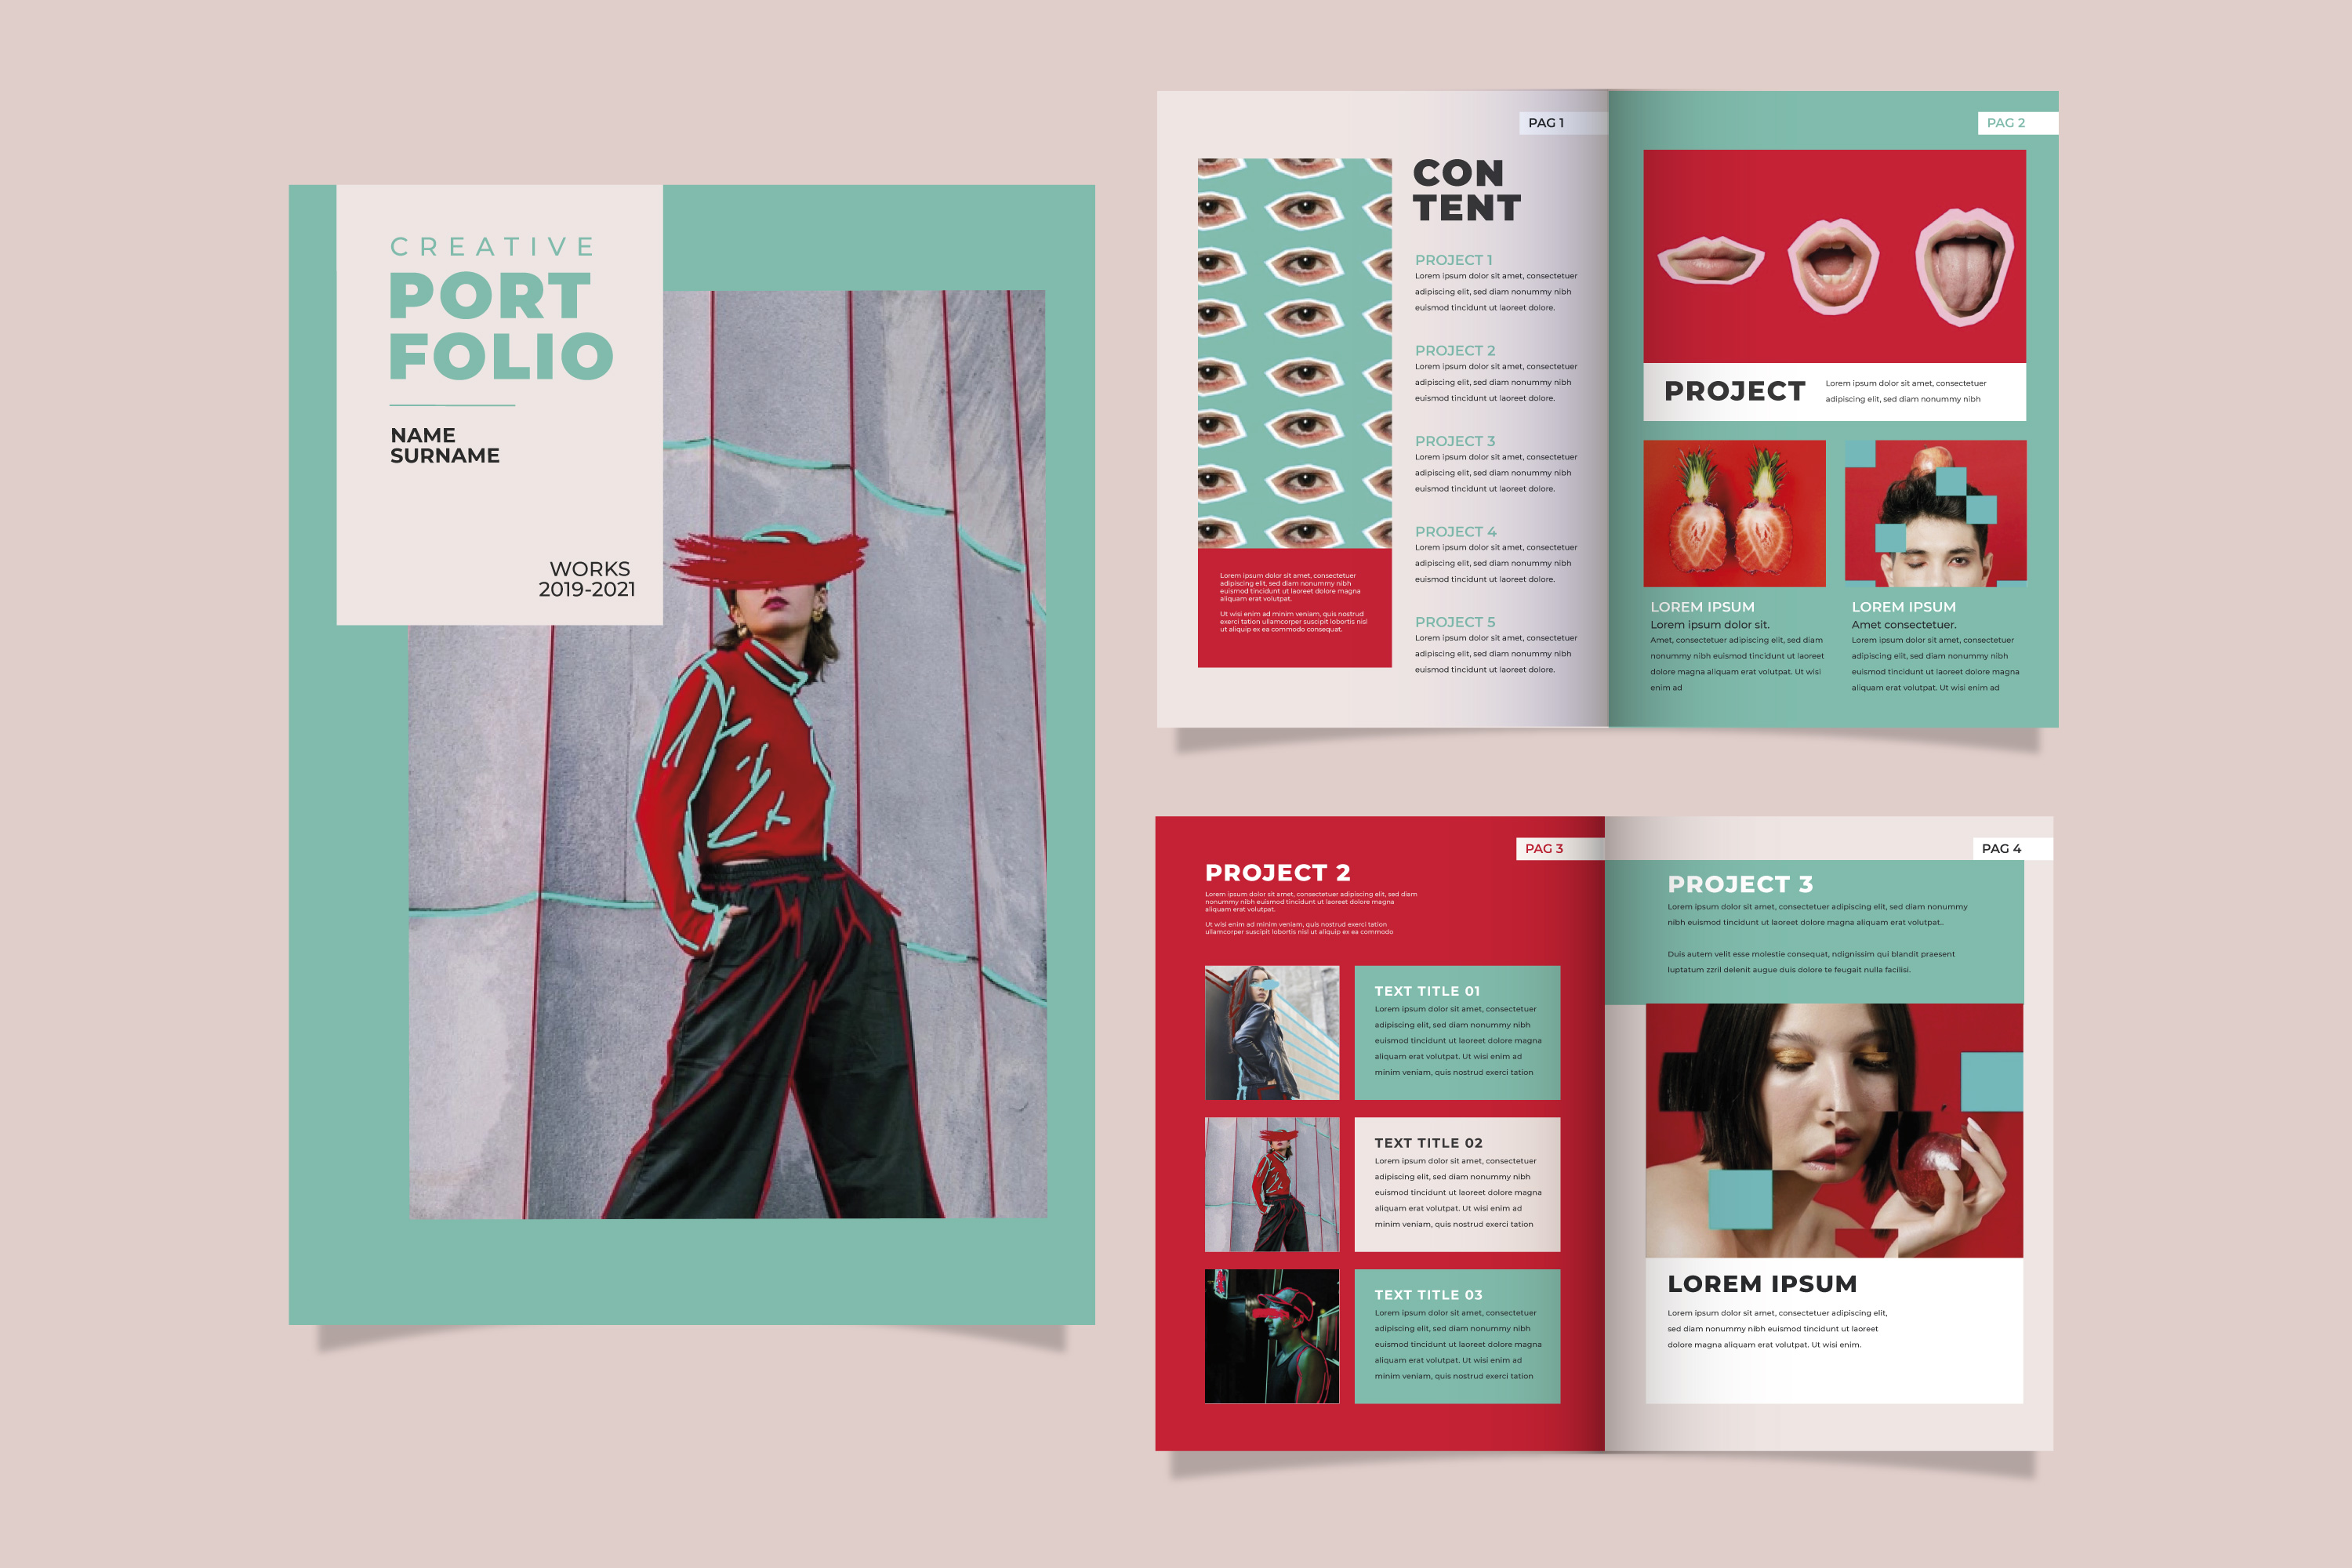 CREATIVE
PORT
FOLIO
NAME
SURNAME
WORKS
2019-2021
PAG 1
CON
TENT
PROJECT 1
Lorem ipsum dolor sit amet, consectetuer
adipiscing elit, sed diam nonummy nibh
euismod tincidunt ut laoreet dolore.
PROJECT 2
Lorem ipsum dolor sit amet, consectetuer
adipiscing elit, sed diam nonummy nibh
euismod tincidunt ut laoreet dolore.
PROJECT 3
Lorem ipsum dolor sit amet, consectetuer
adipiscing elit, sed diam nonummy nibh
euismod tincidunt ut laoreet dolore.
PROJECT 4
Lorem ipsum dolor sit amet, consectetuer
adipiscing elit, sed diam nonummy nibh
euismod tincidunt ut laoreet dolore.
PROJECT 5
Lorem ipsum dolor sit amet, consectetuer
adipiscing elit, sed diam nonummy nibh
euismod tincidunt ut laoreet dolore.
Lorem ipsum dolor sit amet, consectetuer
adipiscing elit, sed diam nonummy nibh
euismod tincidunt ut laoreet dolore magna
aliquam erat volutpat.
Ut wisi enim ad minim veniam, quis nostrud
exerci tation ullamcorper suscipit lobortis nisl
ut aliquip ex ea commodo consequat.
PAG 2
PROJECT
Lorem ipsum dolor sit amet, consectetuer
adipiscing elit, sed diam nonummy nibh
LOREM IPSUM
Lorem ipsum dolor sit.
Amet, consectetuer adipiscing elit, sed diam
nonummy nibh euismod tincidunt ut laoreet
dolore magna aliquam erat volutpat. Ut wisi
enim ad
LOREM IPSUM
Amet consectetuer.
Lorem ipsum dolor sit amet, consectetuer
adipiscing elit, sed diam nonummy nibh
euismod tincidunt ut laoreet dolore magna
aliquam erat volutpat. Ut wisi enim ad
PAG 3
PROJECT 2
Lorem ipsum dolor sit amet, consectetuer adipiscing elit, sed diam
nonummy nibh euismod tincidunt ut laoreet dolore magna
aliquam erat volutpat.
Ut wisi enim ad minim veniam, quis nostrud exerci tation
ullamcorper suscipit lobortis nisl ut aliquip ex ea commodo
TEXT TITLE 01
Lorem ipsum dolor sit amet, consectetuer
adipiscing elit, sed diam nonummy nibh
euismod tincidunt ut laoreet dolore magna
aliquam erat volutpat. Ut wisi enim ad
minim veniam, quis nostrud exerci tation
TEXT TITLE 02
Lorem ipsum dolor sit amet, consectetuer
adipiscing elit, sed diam nonummy nibh
euismod tincidunt ut laoreet dolore magna
aliquam erat volutpat. Ut wisi enim ad
minim veniam, quis nostrud exerci tation
TEXT TITLE 03
Lorem ipsum dolor sit amet, consectetuer
adipiscing elit, sed diam nonummy nibh
euismod tincidunt ut laoreet dolore magna
aliquam erat volutpat. Ut wisi enim ad
minim veniam, quis nostrud exerci tation
PAG 4
PROJECT 3
Lorem ipsum dolor sit amet, consectetuer adipiscing elit, sed diam nonummy
nibh euismod tincidunt ut laoreet dolore magna aliquam erat volutpat..
Duis autem velit esse molestie consequat, ndignissim qui blandit praesent
luptatum zzril delenit augue duis dolore te feugait nulla facilisi.
LOREM IPSUM
Lorem ipsum dolor sit amet, consectetuer adipiscing elit,
sed diam nonummy nibh euismod tincidunt ut laoreet
dolore magna aliquam erat volutpat. Ut wisi enim.